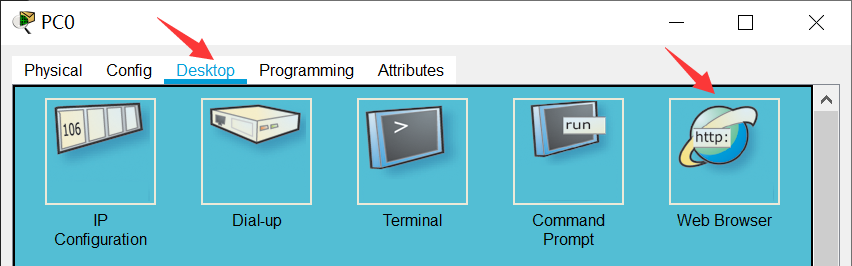 PC0
Physical Config Desktop Programming Attributes
106
>
run
http:
IP
Configuration
Dial-up
Terminal
Command
Prompt
Web Browser